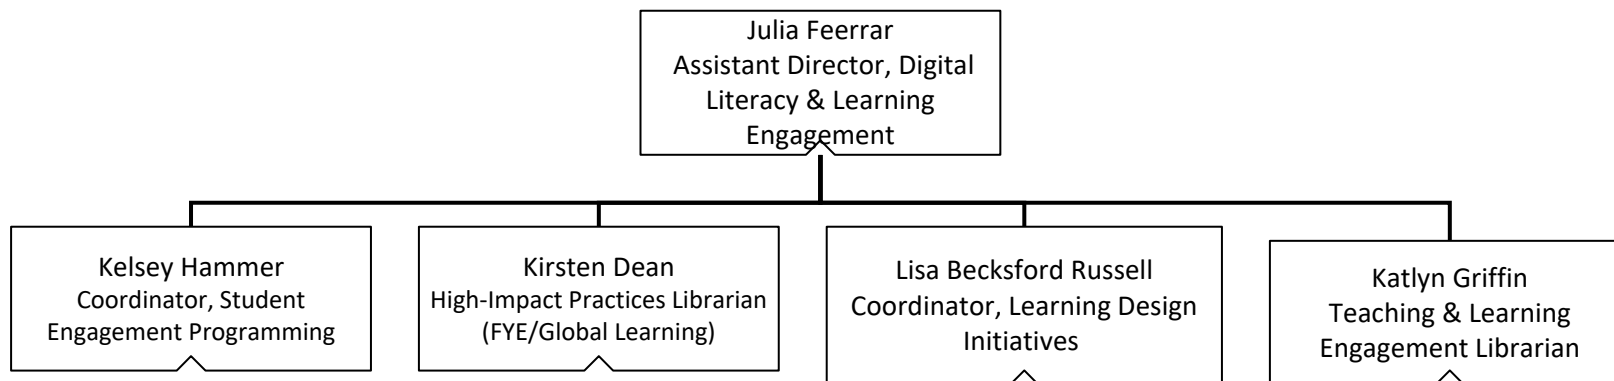 Julia Feerrar
Assistant Director, Digital
Literacy & Learning
Engagement
Kelsey Hammer
Coordinator, Student
Engagement Programming
Kirsten Dean
High-Impact Practices Librarian
(FYE/Global Learning)
Lisa Becksford Russell
Coordinator, Learning Design
Initiatives
Katlyn Griffin
Teaching & Learning
Engagement Librarian